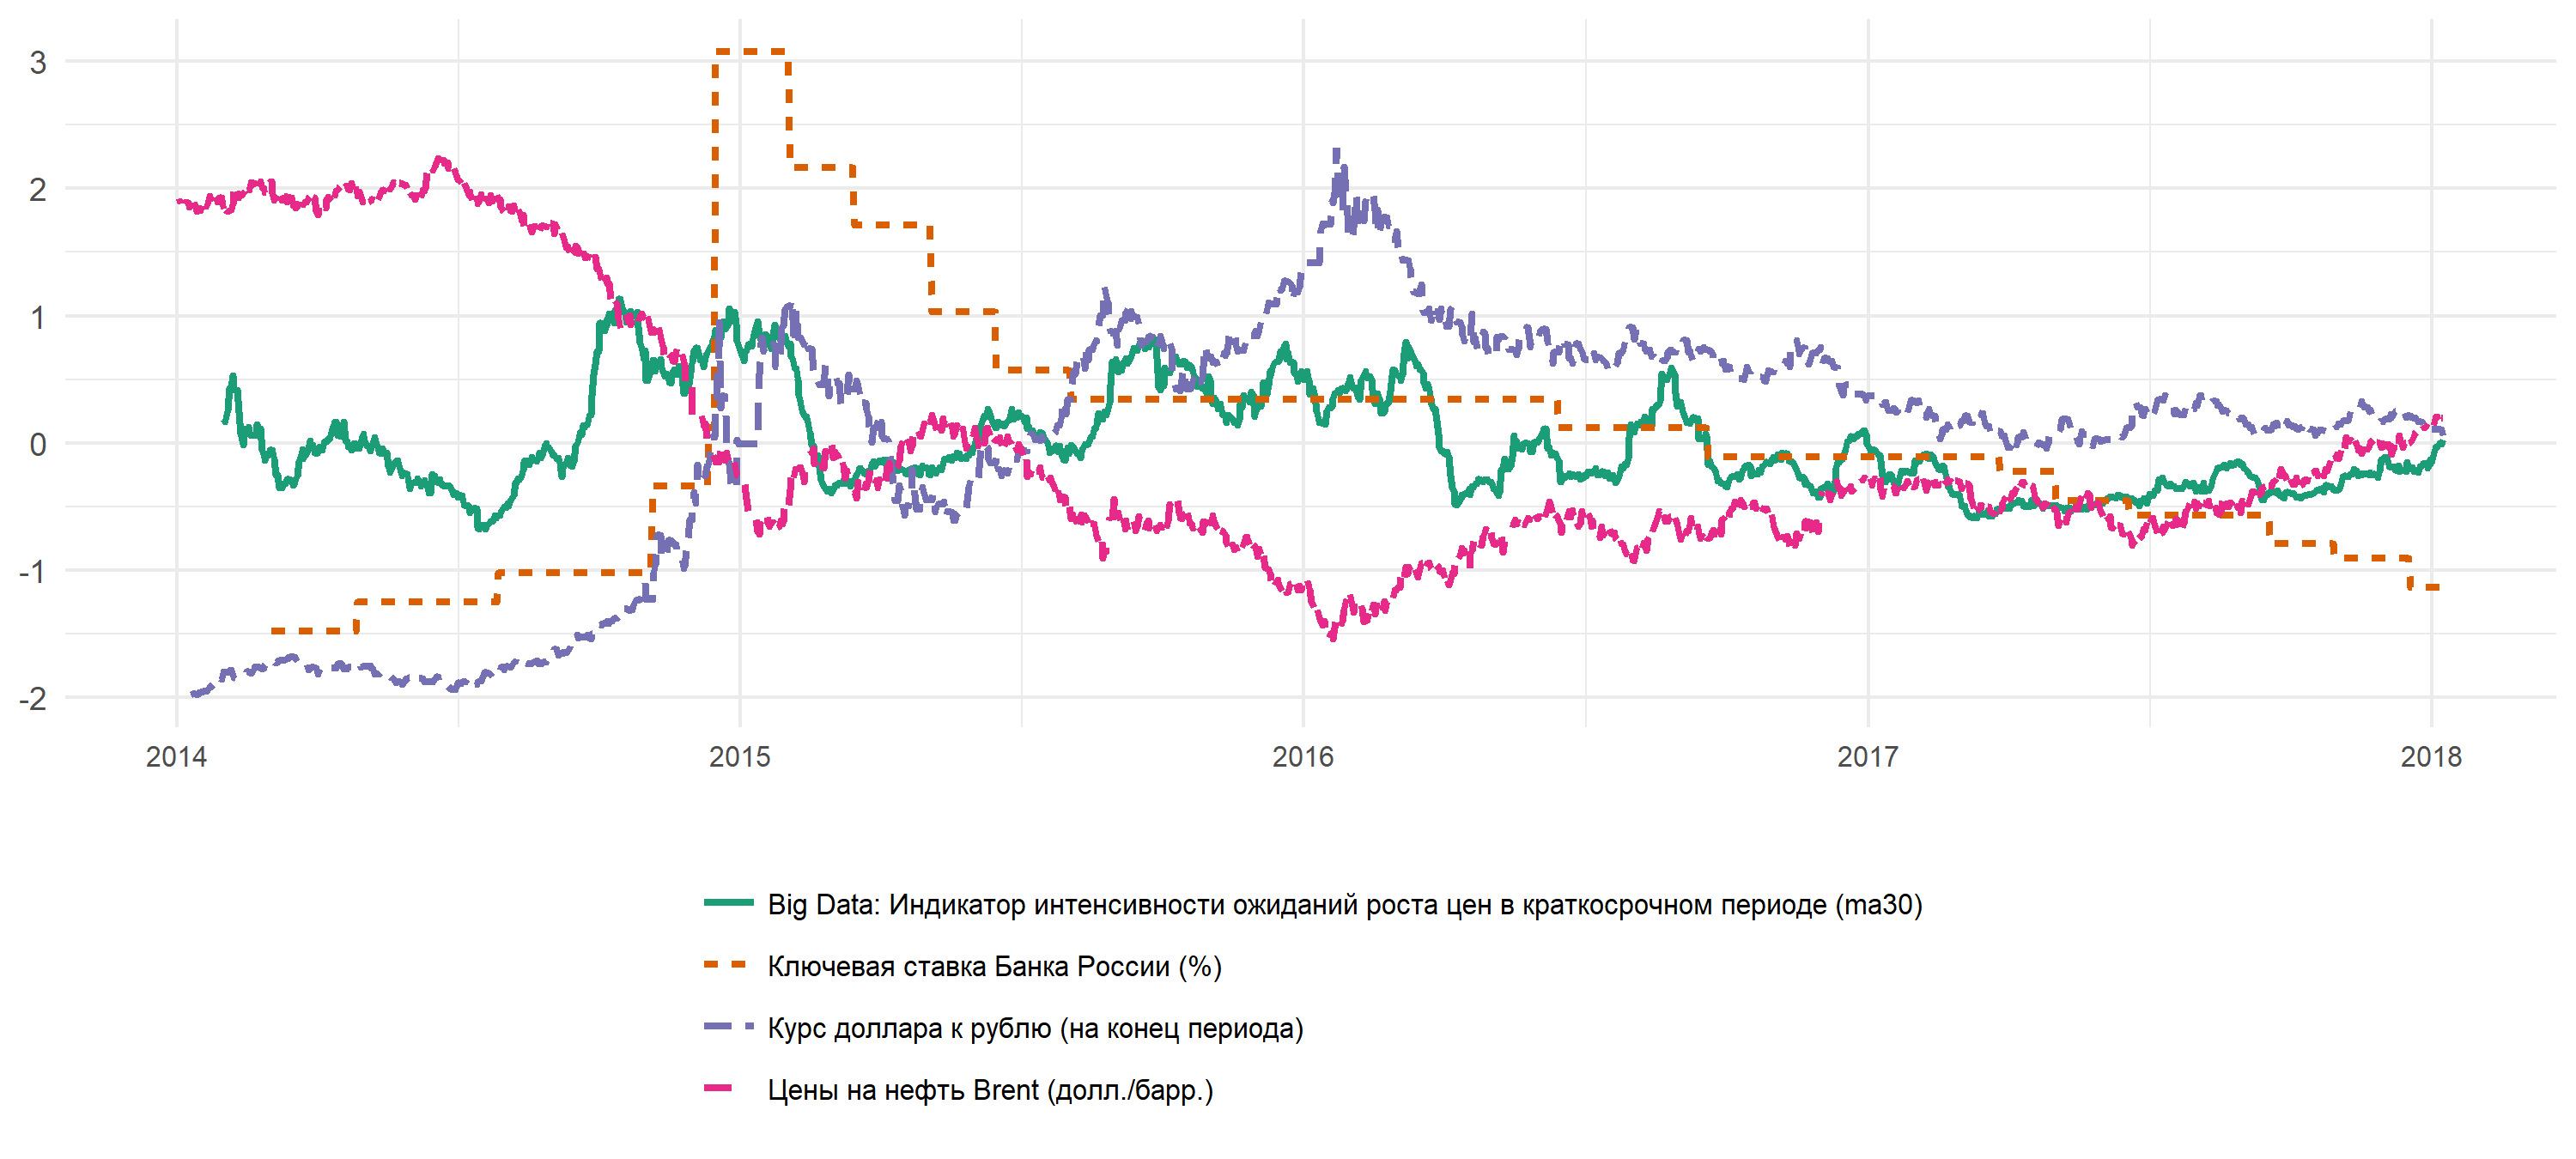 3
2
1
0
-1
-2
2014 2015 2016 2017 2018
Big Data: Индикатор интенсивности ожиданий роста цен в краткосрочном периоде (ma30)
Ключевая ставка Банка России (%)
Курс доллара к рублю (на конец периода)
Цены на нефть Brent (долл./барр.)